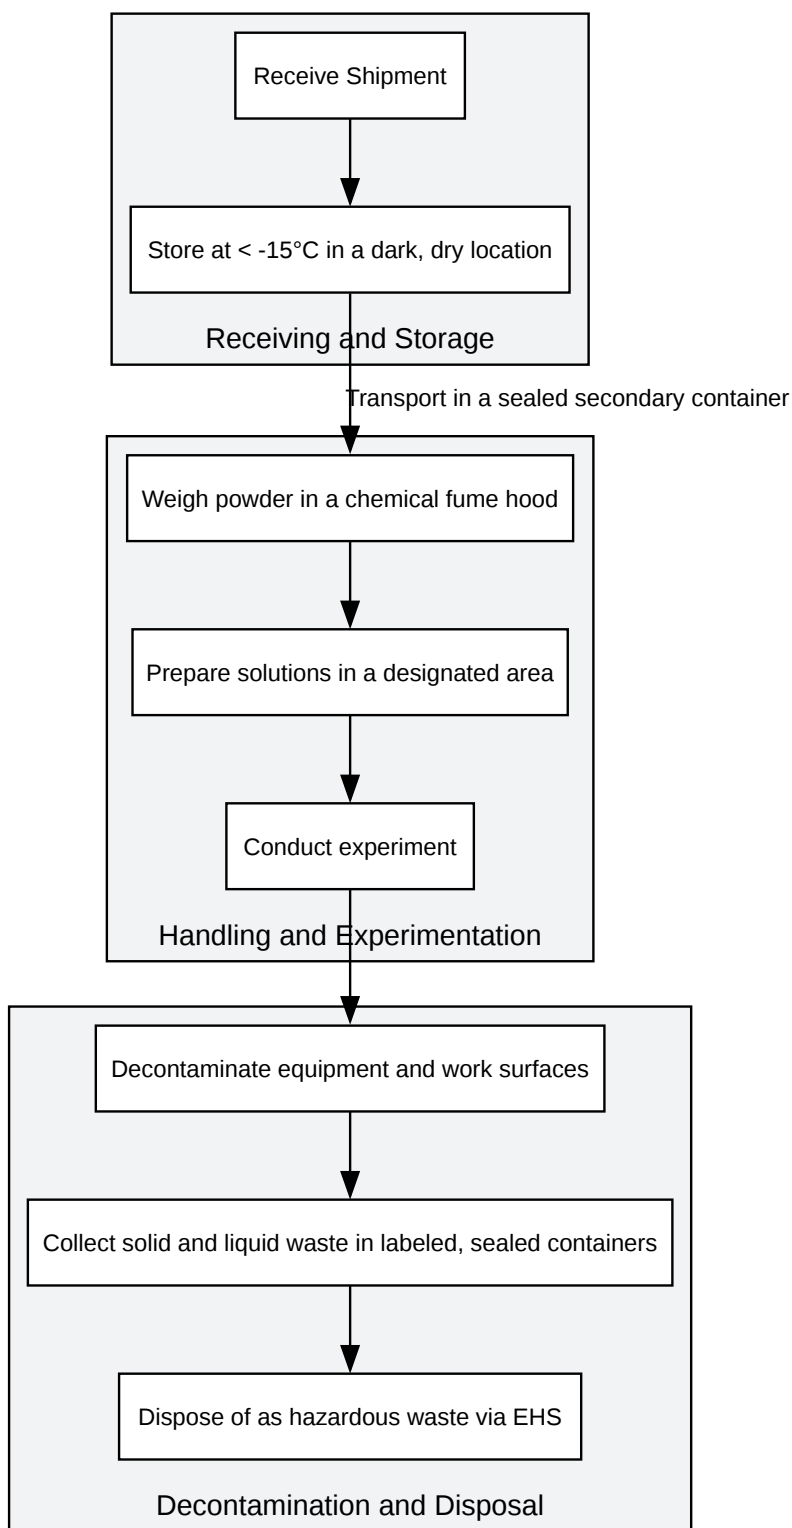 Receive Shipment
Store at < -15°C in a dark, dry location
Receiving and Storage
Transport in a sealed secondary container
Weigh powder in a chemical fume hood
Prepare solutions in a designated area
Conduct experiment
Handling and Experimentation
Decontaminate equipment and work surfaces
Collect solid and liquid waste in labeled, sealed containers
Dispose of as hazardous waste via EHS
Decontamination and Disposal